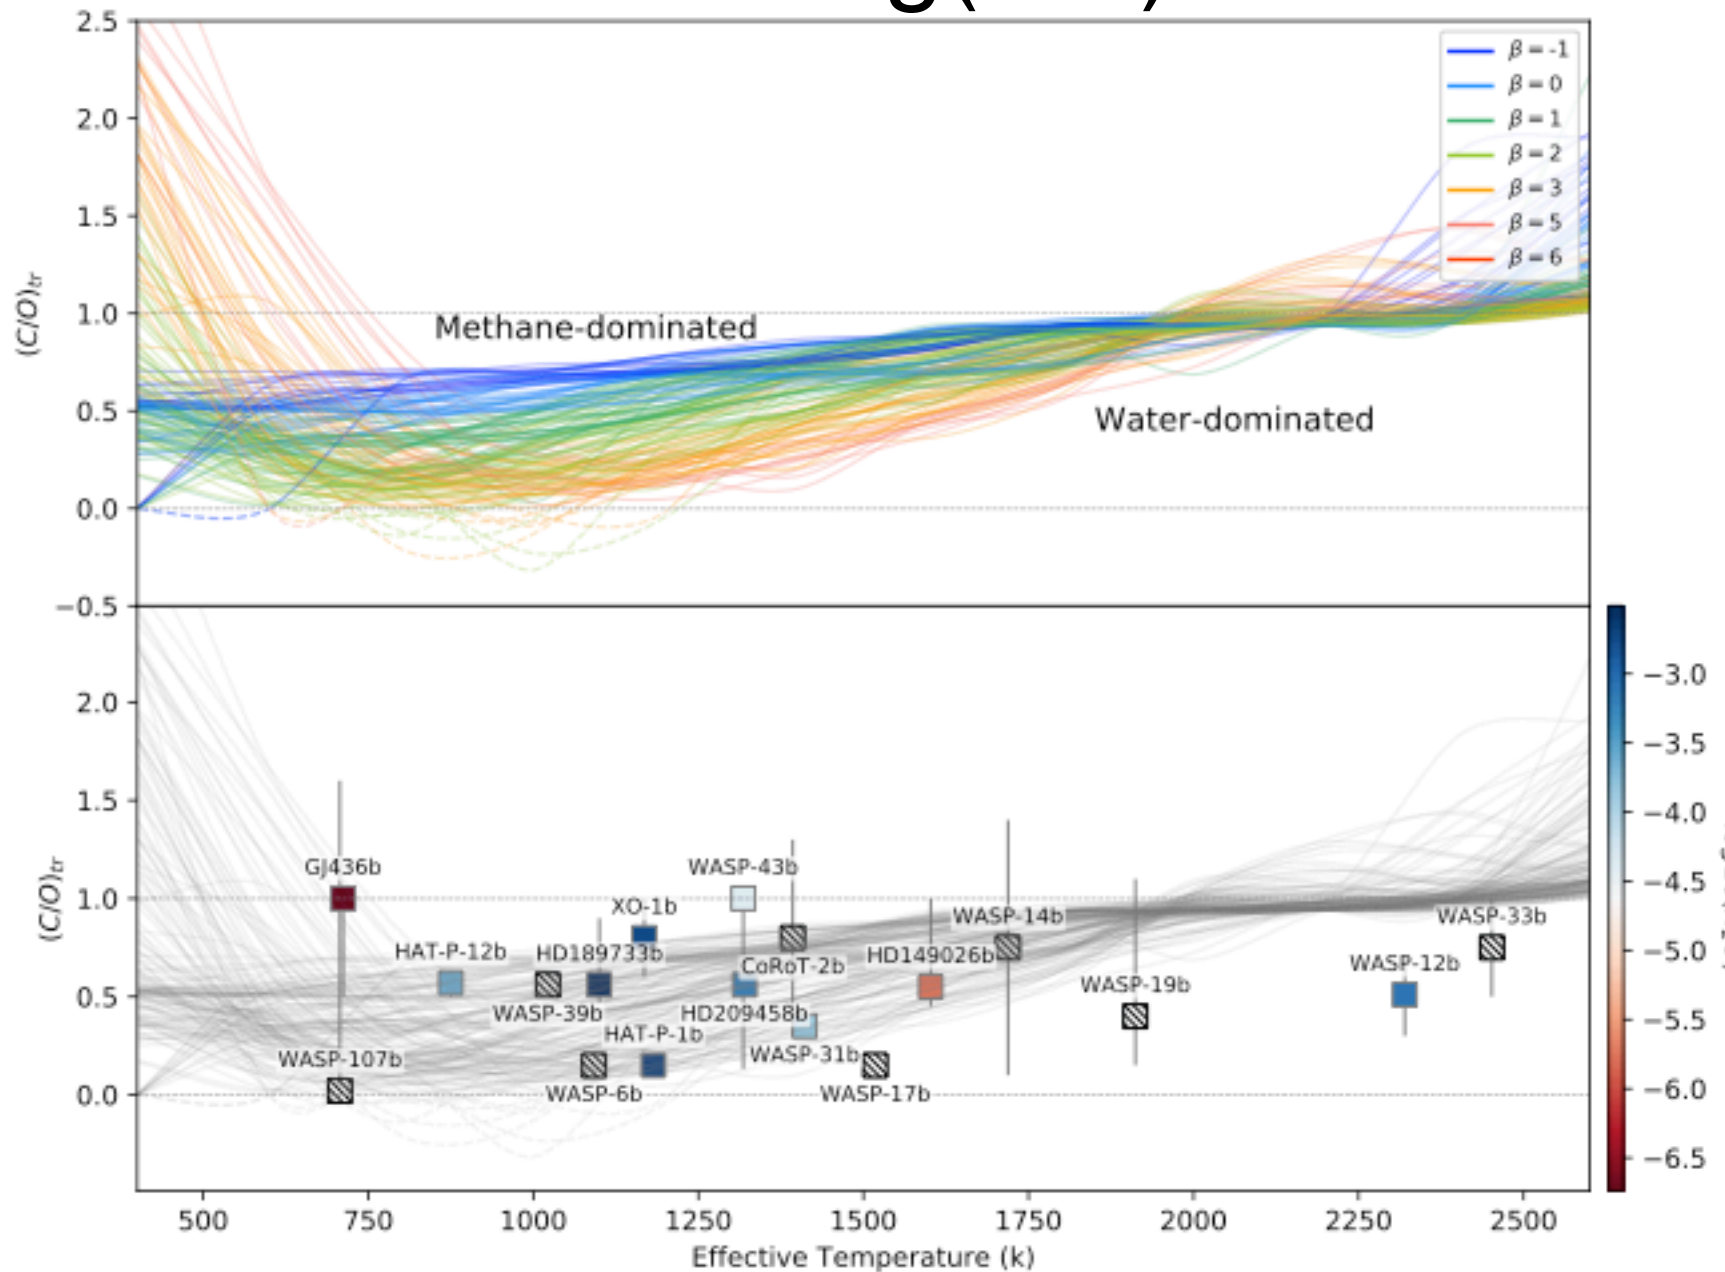 2.5
2.0
1.5
1.0
0.5
0.0
−0.5
(C/O)tr
Methane-dominated
Water-dominated
β = -1
β = 0
β = 1
β = 2
β = 3
β = 5
β = 6
2.0
1.5
1.0
0.5
0.0
(C/O)tr
GJ436b
WASP-43b
XO-1b
WASP-14b
WASP-33b
HAT-P-12b
HD189733b
CoRoT-2b
HD149026b
WASP-12b
WASP-19b
WASP-39b
HD209458b
HAT-P-1b
WASP-107b
WASP-31b
WASP-6b
WASP-17b
−3.0
−3.5
−4.0
−4.5
−5.0
−5.5
−6.0
−6.5
500 750 1000 1250 1500 1750 2000 2250 2500
Effective Temperature (k)